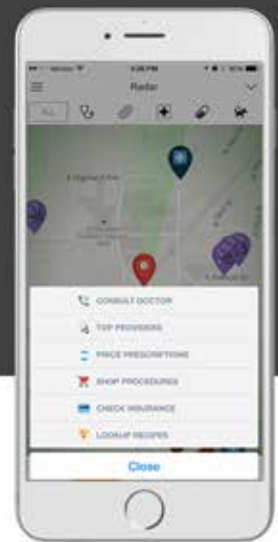 Radar
ALL
CONSULT DOCTOR
TOP PROVIDERS
PRICE PRESCRIPTIONS
SHOP PROCEDURES
CHECK INSURANCE
LOOKUP RECIPES
Close